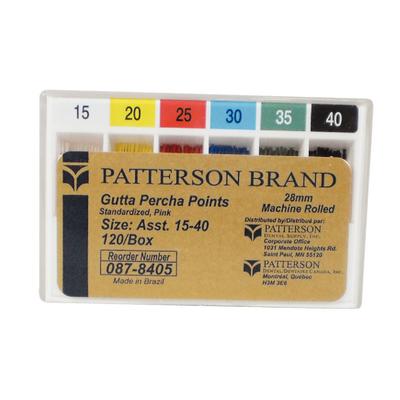 15 20 25 30 35 40
PATTERSON BRAND
Gutta Percha Points
Standardized, Pink
Size: Asst. 15-40
120/Box
Reorder Number
087-8405
Made in Brazil
28mm
Machine Rolled
Distributed by/Distribué par:
PATTERSON
DENTAL SUPPLY, INC.
Corporate Office
1031 Mendota Heights Rd.
Saint Paul, MN 55120
PATTERSON
DENTAL/DENTAIRE CANADA, INC.
Montréal, Québec
H3M 3E6